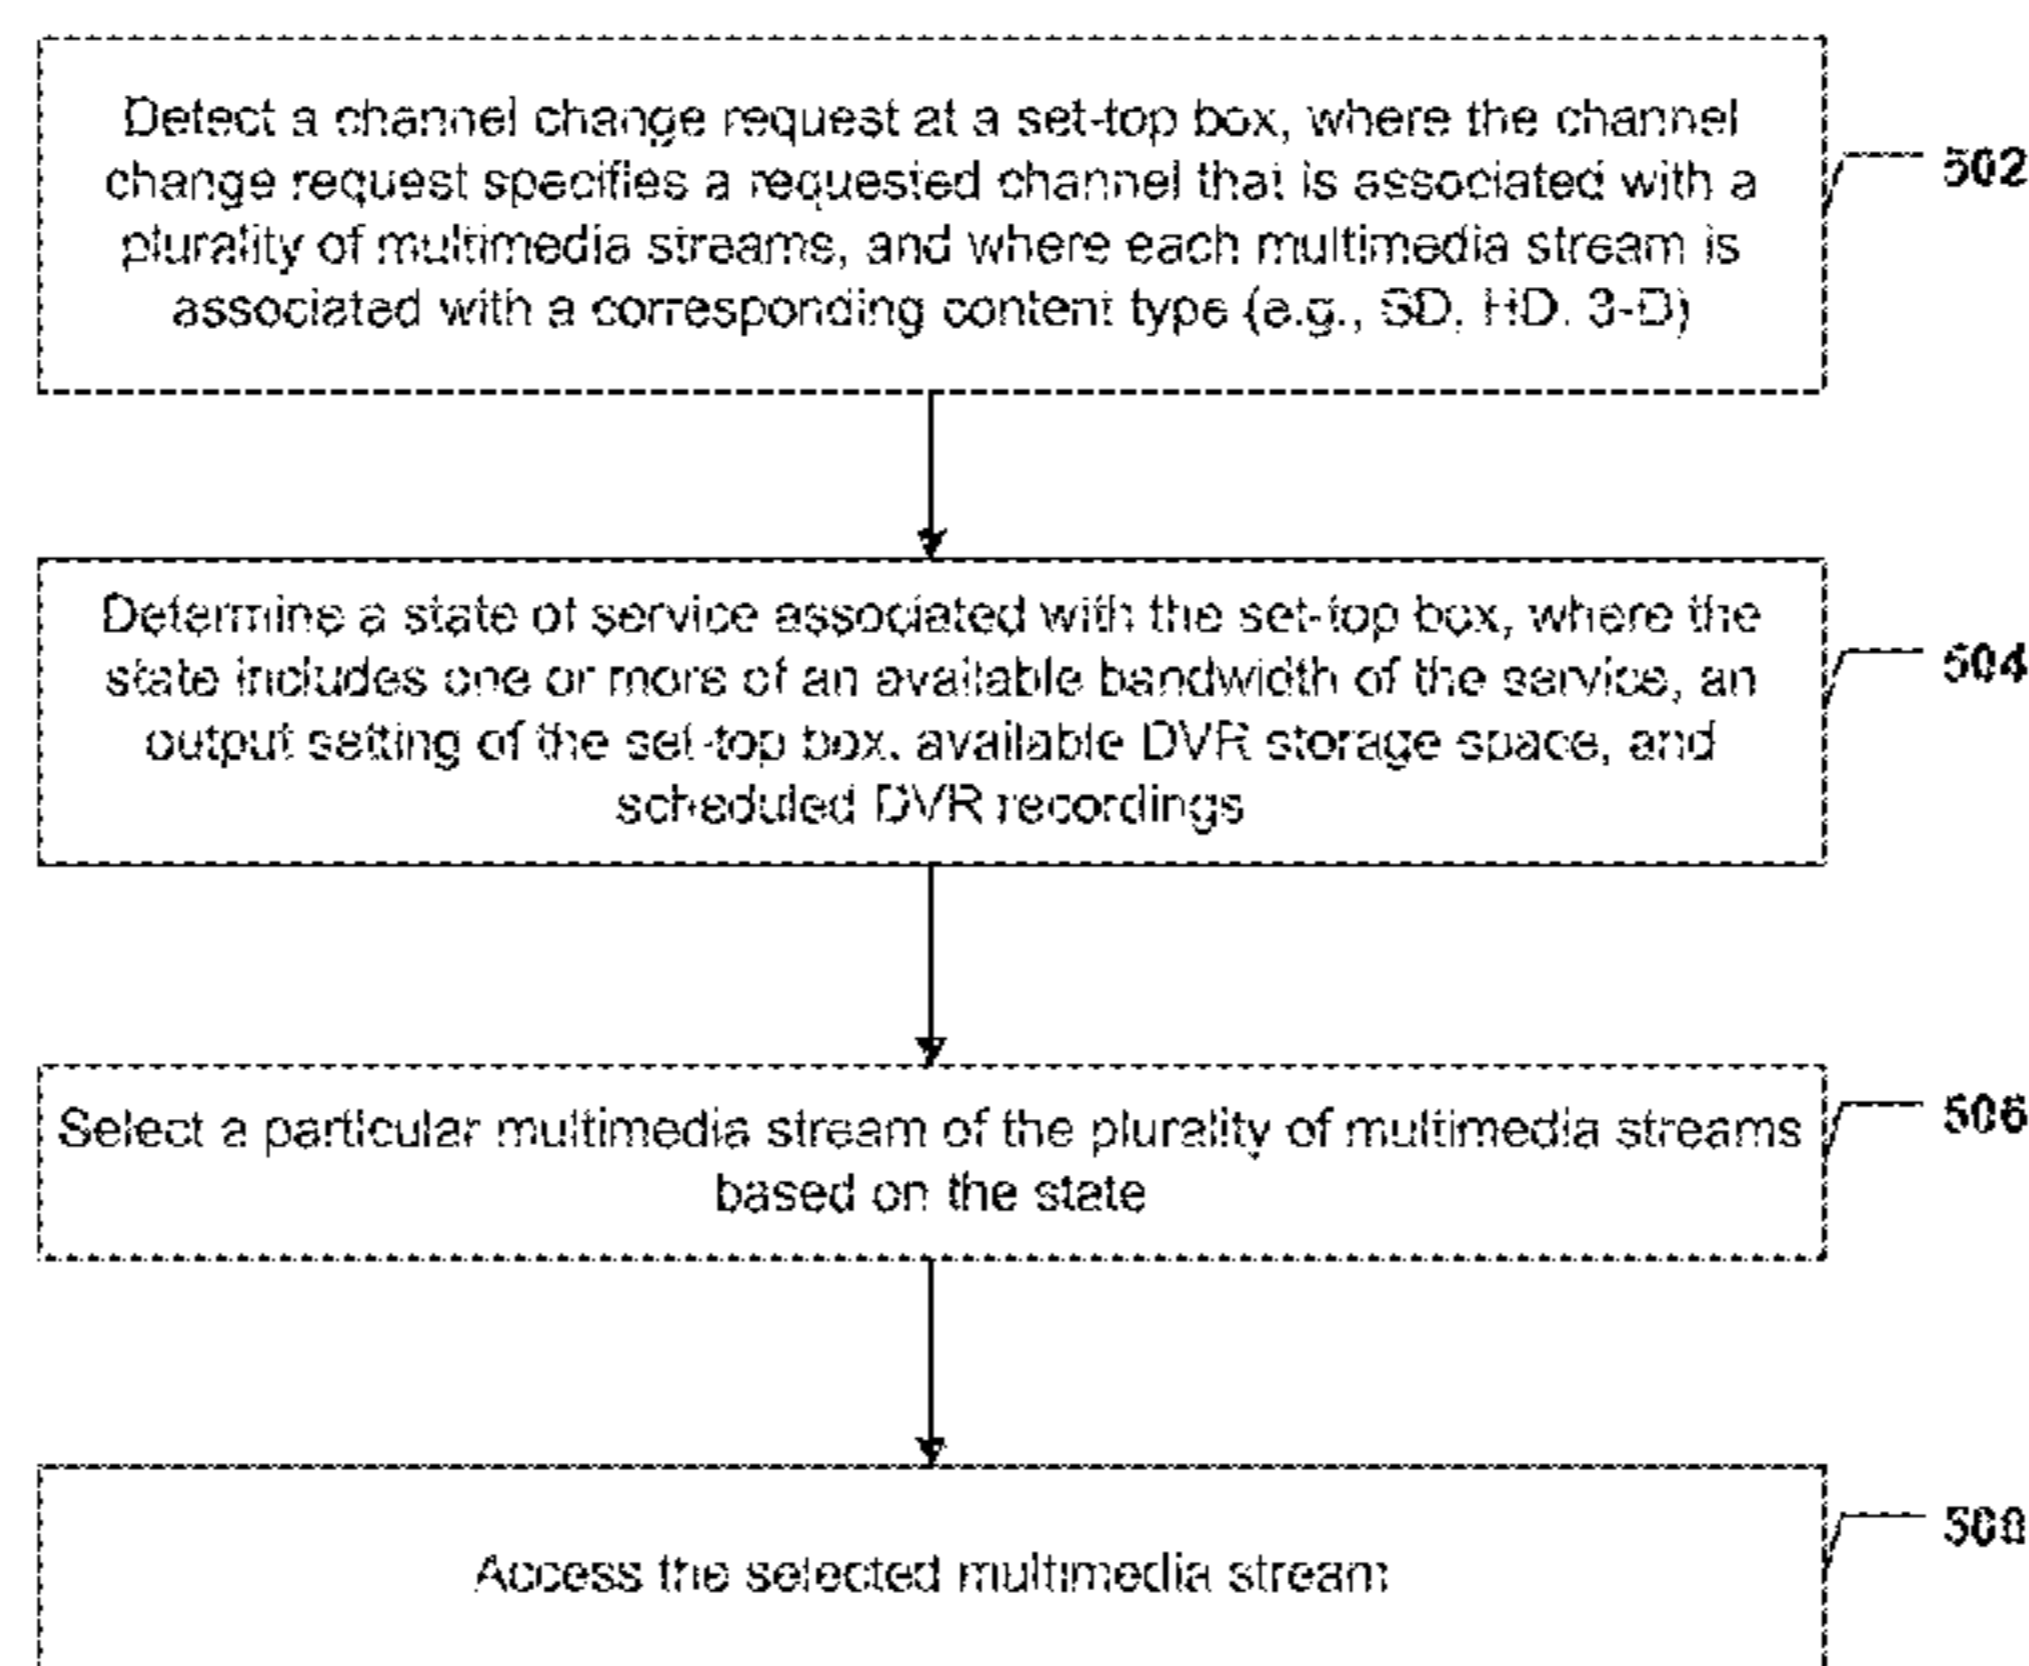 Detect a channel change request at a set-top box, where the channel
change request specifies a requested channel that is associated with a
plurality of multimedia streams, and where each multimedia stream is
associated with a corresponding content type (e.g., SD, HD, 3-D)
502
Determine a state of service associated with the set-top box, where the
state includes one or more of an available bandwidth of the service, an
output setting of the set-top box, available DVR storage space, and
scheduled DVR recordings
504
Select a particular multimedia stream of the plurality of multimedia streams
based on the state
506
Access the selected multimedia stream
508